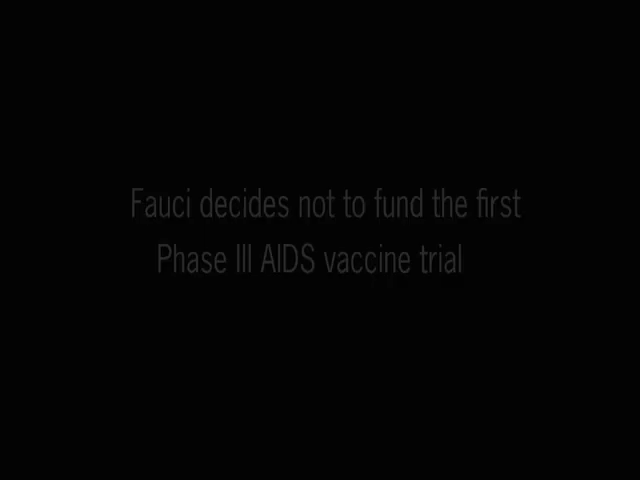 Fauci decides not to fund the first
Phase III AIDS vaccine trial